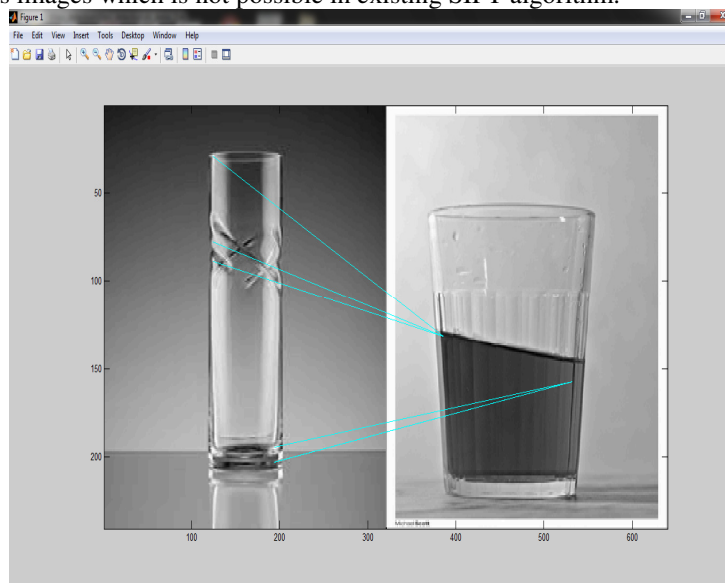 s images which is not possible in existing SIFT algorithm.
Figure 1
File Edit View Insert Tools Desktop Window Help
50
100
150
200
100 200 300 400 500 600